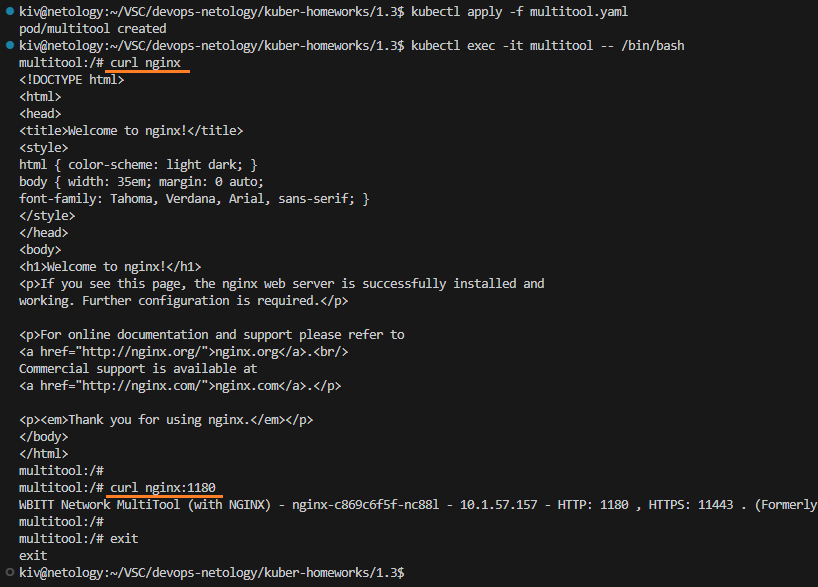 kiv@netology:~/VSC/devops-netology/kuber-homeworks/1.3$ kubectl apply -f multitool.yaml
pod/multitool created
kiv@netology:~/VSC/devops-netology/kuber-homeworks/1.3$ kubectl exec -it multitool -- /bin/bash
multitool:/# curl nginx
<!DOCTYPE html>
<html>
<head>
<title>Welcome to nginx!</title>
<style>
html { color-scheme: light dark; }
body { width: 35em; margin: 0 auto;
font-family: Tahoma, Verdana, Arial, sans-serif; }
</style>
</head>
<body>
<h1>Welcome to nginx!</h1>
<p>If you see this page, the nginx web server is successfully installed and
working. Further configuration is required.</p>

<p>For online documentation and support please refer to
<a href="http://nginx.org/">nginx.org</a>.<br/>
Commercial support is available at
<a href="http://nginx.com/">nginx.com</a>.</p>

<p><em>Thank you for using nginx.</em></p>
</body>
</html>
multitool:/#
multitool:/# curl nginx:1180
WBITT Network MultiTool (with NGINX) - nginx-c869c6f5f-nc88l - 10.1.57.157 - HTTP: 1180 , HTTPS: 11443 . (Formerly
multitool:/#
multitool:/# exit
exit
kiv@netology:~/VSC/devops-netology/kuber-homeworks/1.3$